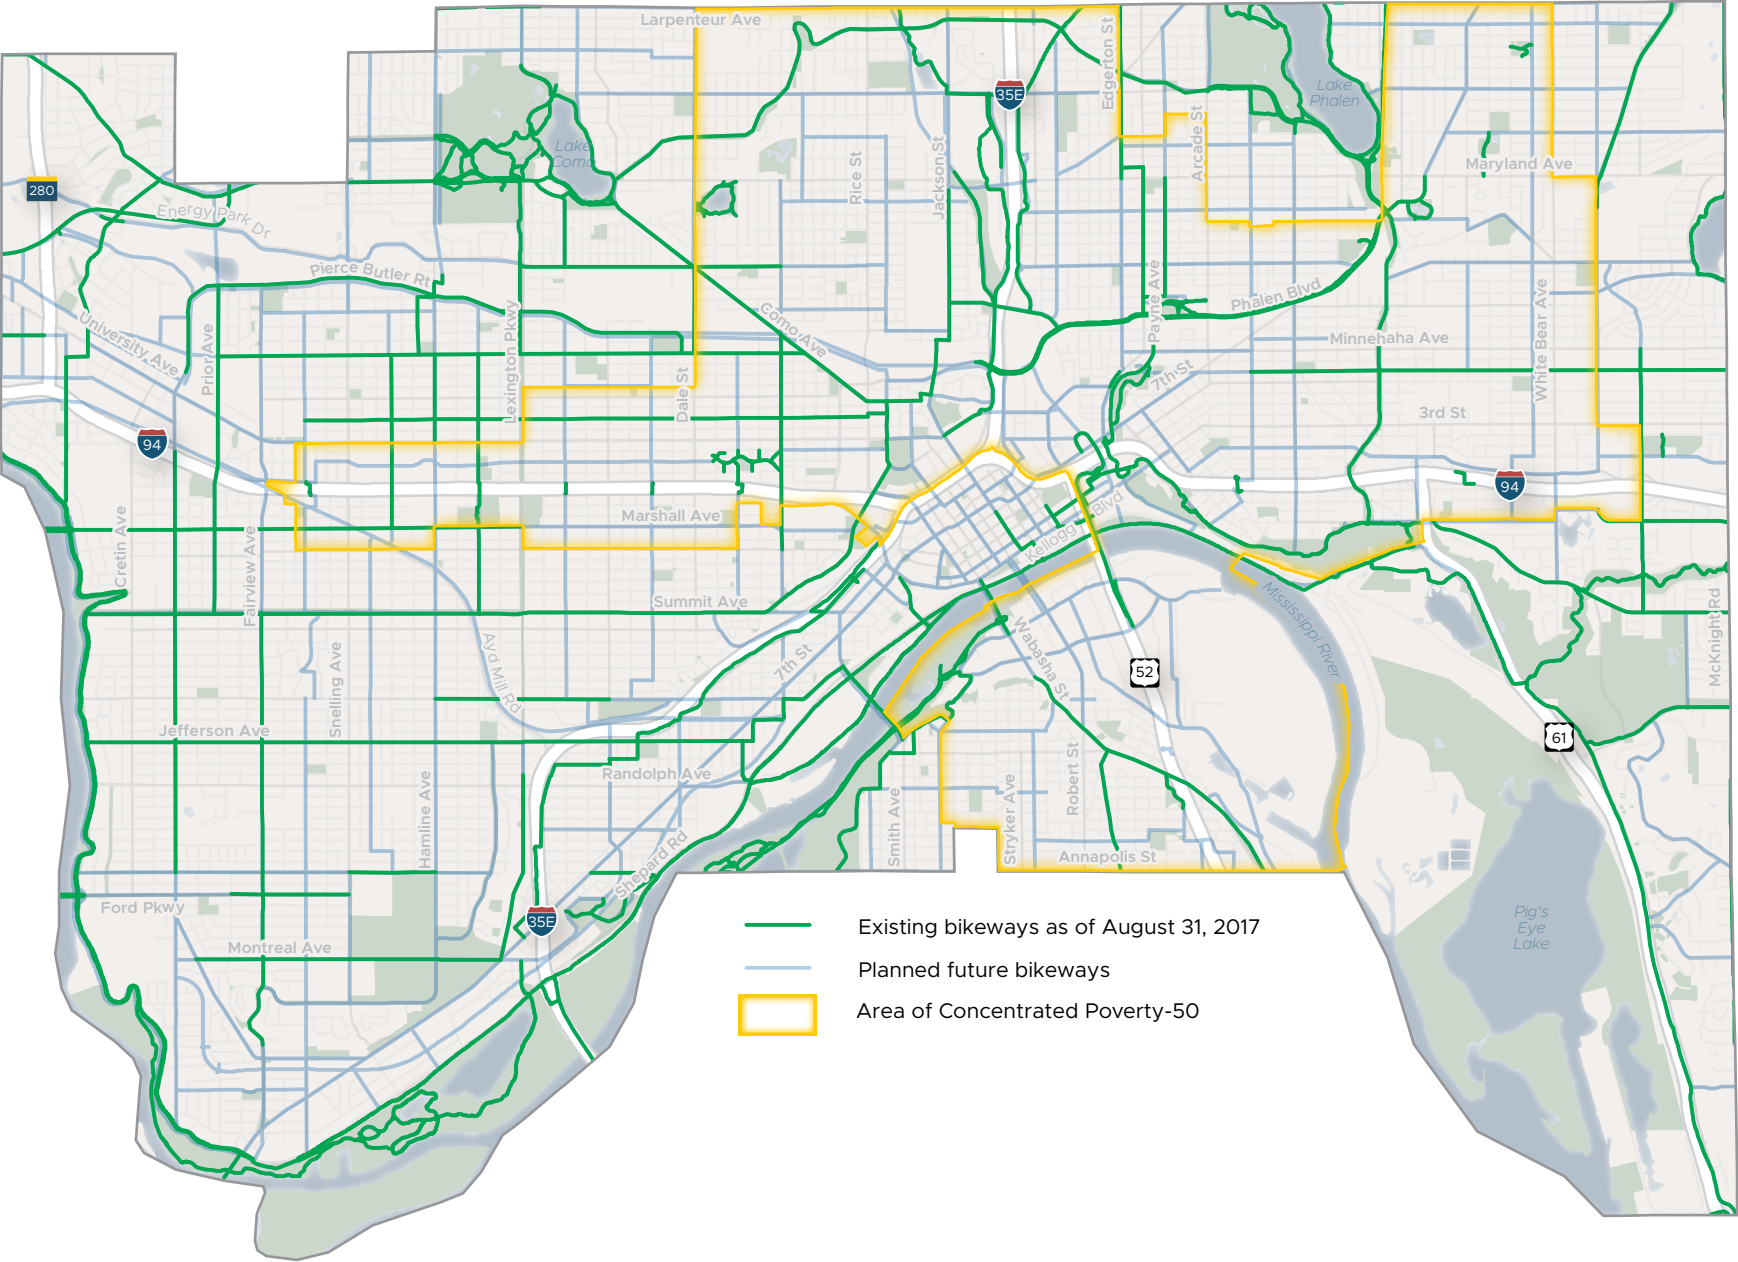 Larpenteur Ave
Edgerton St
35E
Lake
Phalen
Arcade St
Lake
Como
Maryland Ave
Rice St
Jackson St
280
Energy Park Dr
Pierce Butler Rt
Payne Ave
Phalen Blvd
White Bear Ave
University Ave
Prior Ave
Lexington Pkwy
Como Ave
Minnehaha Ave
7th St
Dale St
3rd St
94
94
Marshall Ave
Kellogg Blvd
Cretin Ave
Fairview Ave
Summit Ave
Mississippi River
McKnight Rd
Wabasha St
Ayd Mill Rd
7th St
52
Snelling Ave
Jefferson Ave
61
Randolph Ave
Robert St
Hamline Ave
Smith Ave
Stryker Ave
Annapolis St
Shepard Rd
Ford Pkwy
35E
Montreal Ave
Pig's
Eye
Lake
Existing bikeways as of August 31, 2017
Planned future bikeways
Area of Concentrated Poverty-50